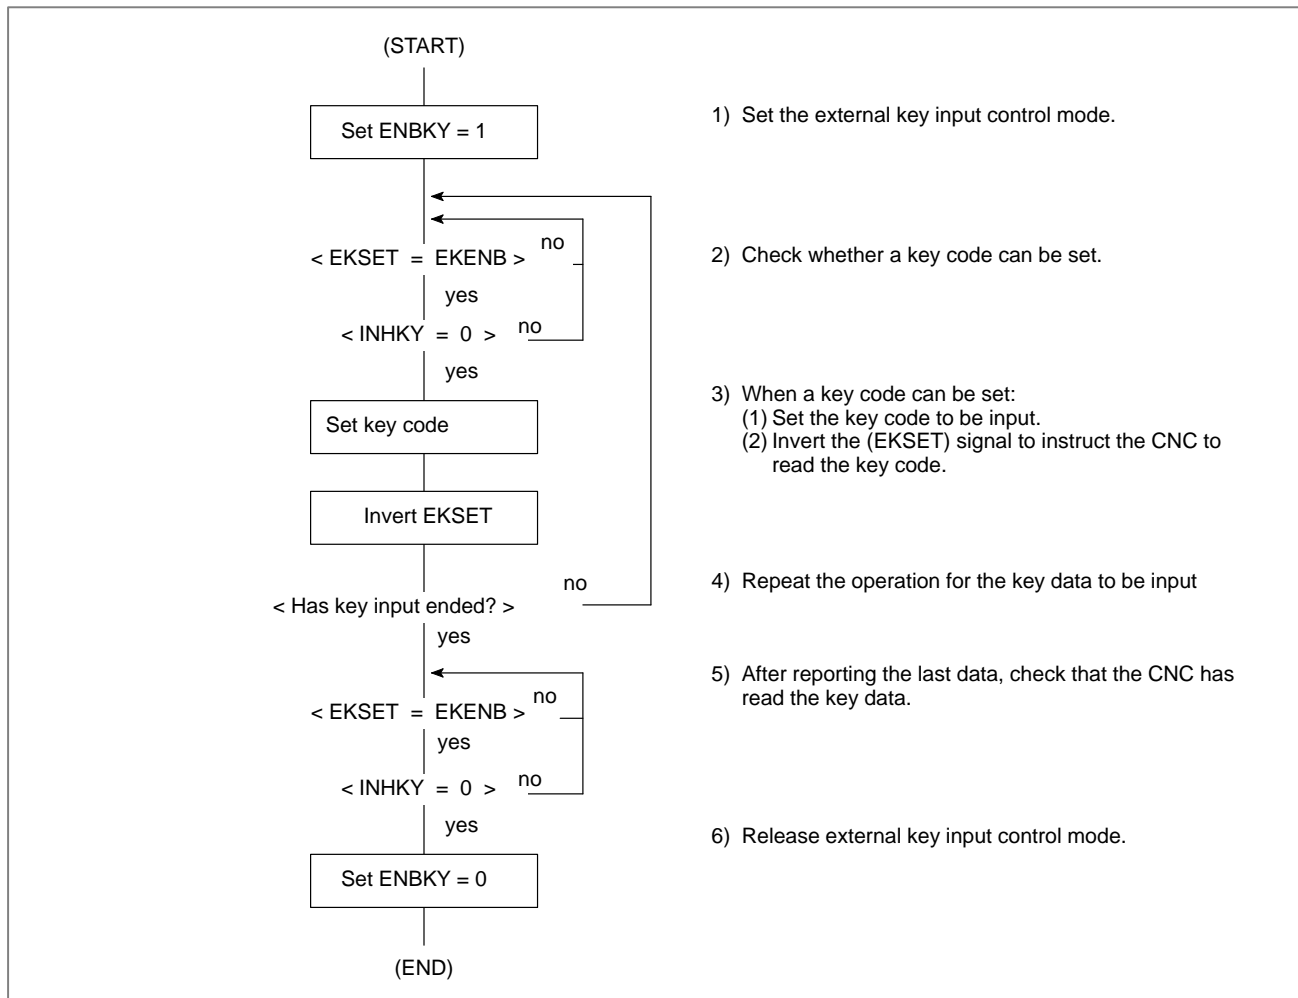 (START)
Set ENBKY = 1
1) Set the external key input control mode.
< EKSET = EKENB > no
2) Check whether a key code can be set.
yes
< INHKY = 0 > no
yes
Set key code
3) When a key code can be set:
(1) Set the key code to be input.
(2) Invert the (EKSET) signal to instruct the CNC to
read the key code.
Invert EKSET
< Has key input ended? > no
4) Repeat the operation for the key data to be input
yes
5) After reporting the last data, check that the CNC has
read the key data.
< EKSET = EKENB > no
yes
< INHKY = 0 > no
yes
6) Release external key input control mode.
Set ENBKY = 0
(END)